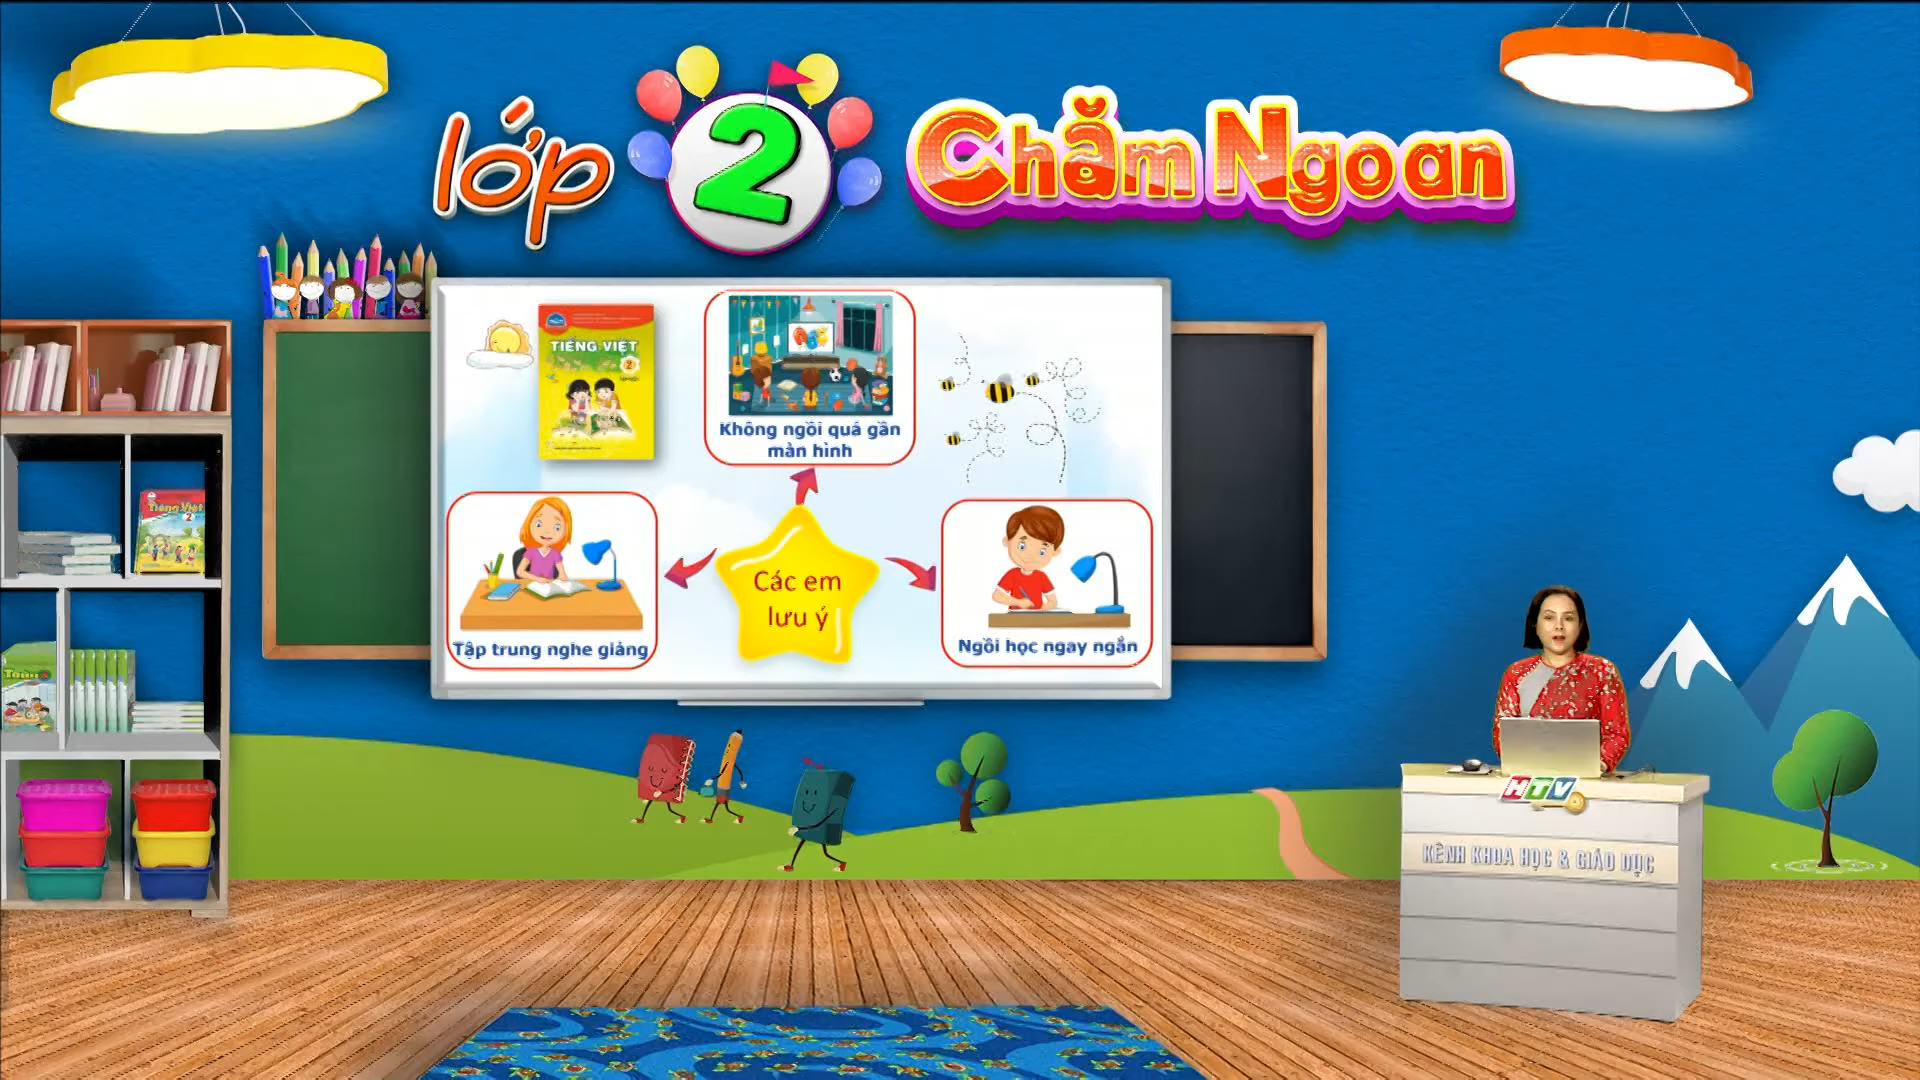 lớp 2 Chăm Ngoan
TIẾNG VIỆT
2
Không ngồi quá gần
màn hình
Tập trung nghe giảng
Các em
lưu ý
Ngồi học ngay ngắn
Tiếng Việt
2
Toán
HTV
KÊNH KHOA HỌC & GIÁO DỤC